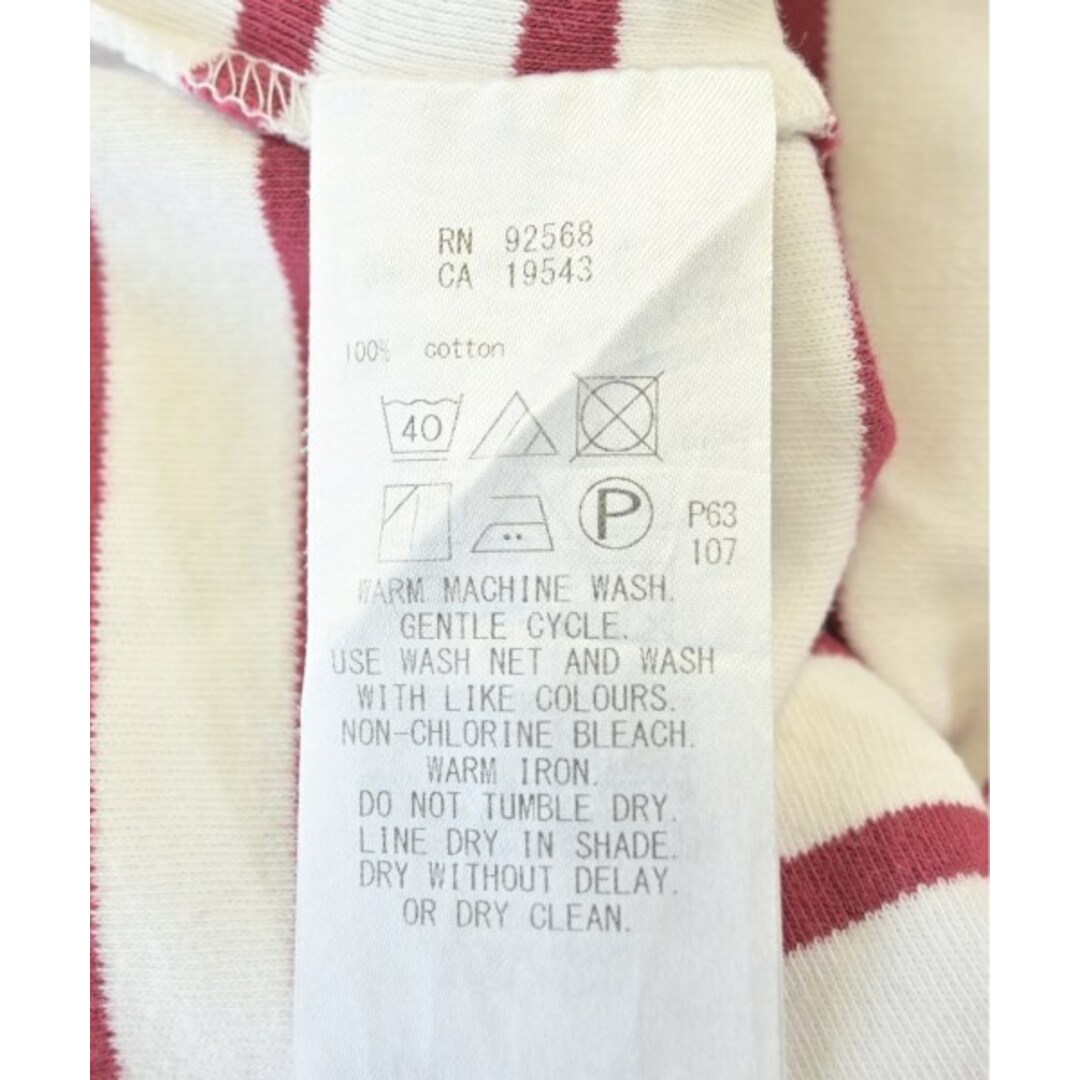 RN 92568
CA 19543
100% cotton
40
P P63
107
WARM MACHINE WASH.
GENTLE CYCLE.
USE WASH NET AND WASH
WITH LIKE COLOURS.
NON-CHLORINE BLEACH.
WARM IRON.
DO NOT TUMBLE DRY.
LINE DRY IN SHADE.
DRY WITHOUT DELAY.
OR DRY CLEAN.